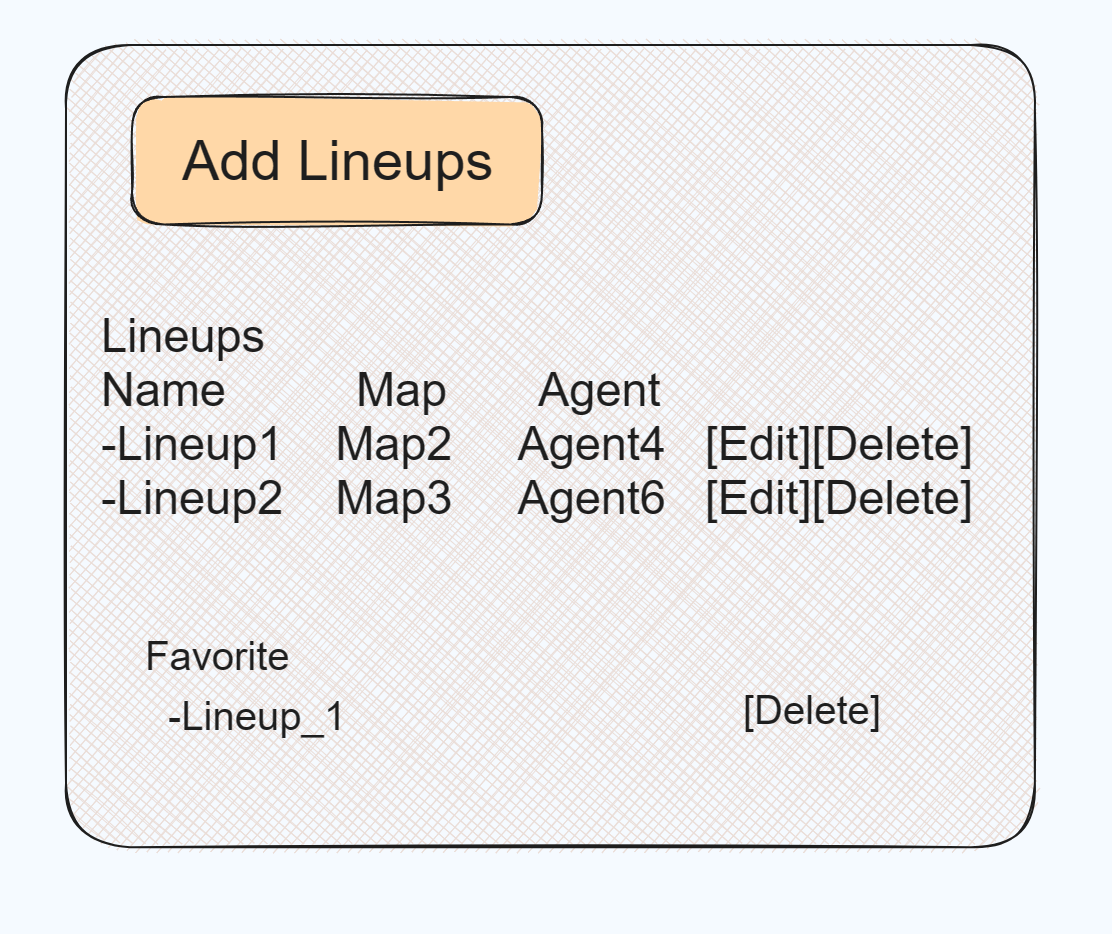 Add Lineups
Lineups
Name Map Agent
-Lineup1 Map2 Agent4 [Edit][Delete]
-Lineup2 Map3 Agent6 [Edit][Delete]
Favorite
-Lineup_1 [Delete]